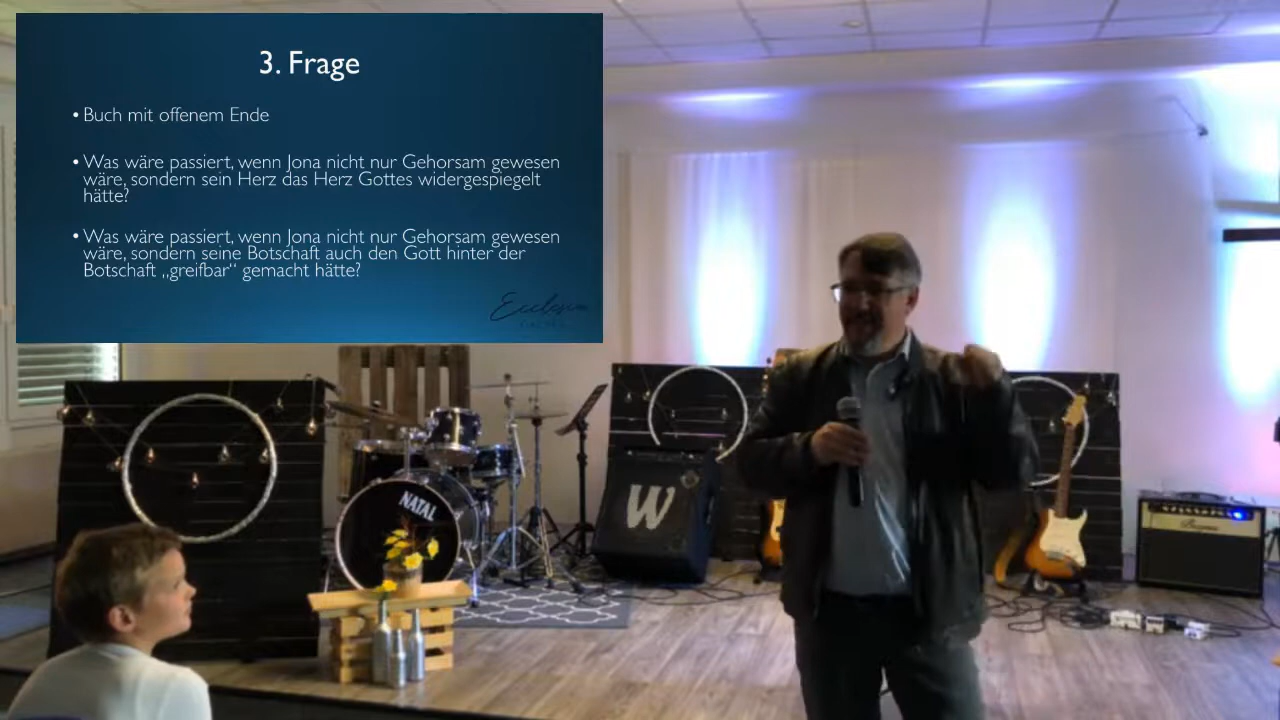 3. Frage
• Buch mit offenem Ende
• Was wäre passiert, wenn Jona nicht nur Gehorsam gewesen
wäre, sondern sein Herz das Herz Gottes widergespiegelt
hätte?
• Was wäre passiert, wenn Jona nicht nur Gehorsam gewesen
wäre, sondern seine Botschaft auch den Gott hinter der
Botschaft „greifbar“ gemacht hätte?
NATAL
W